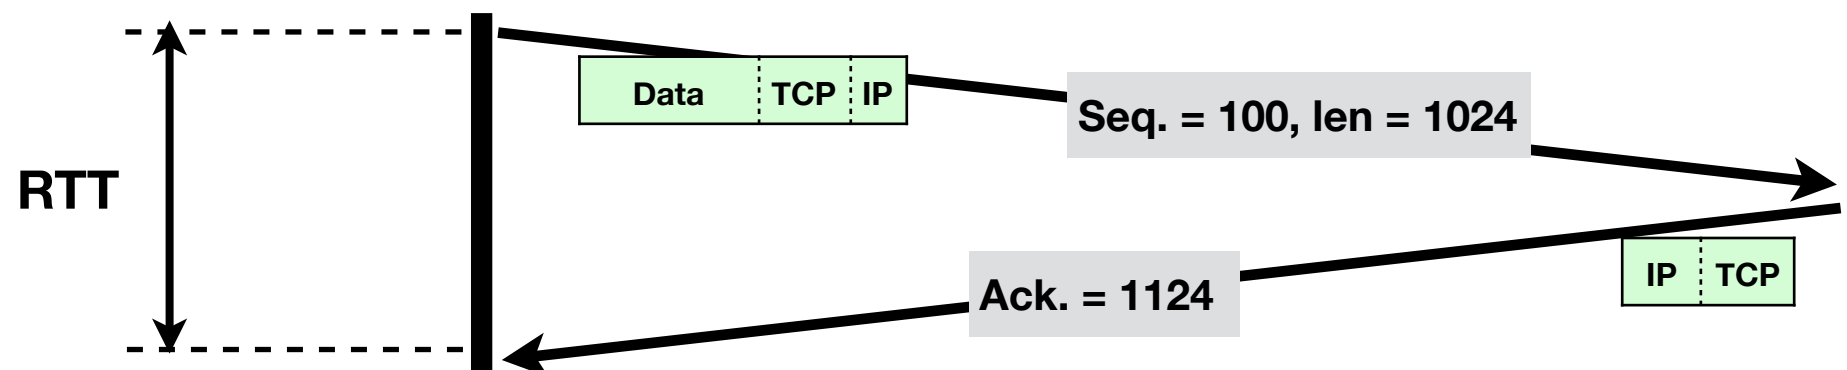 Data TCP IP
Seq. = 100, len = 1024
RTT
IP TCP
Ack. = 1124